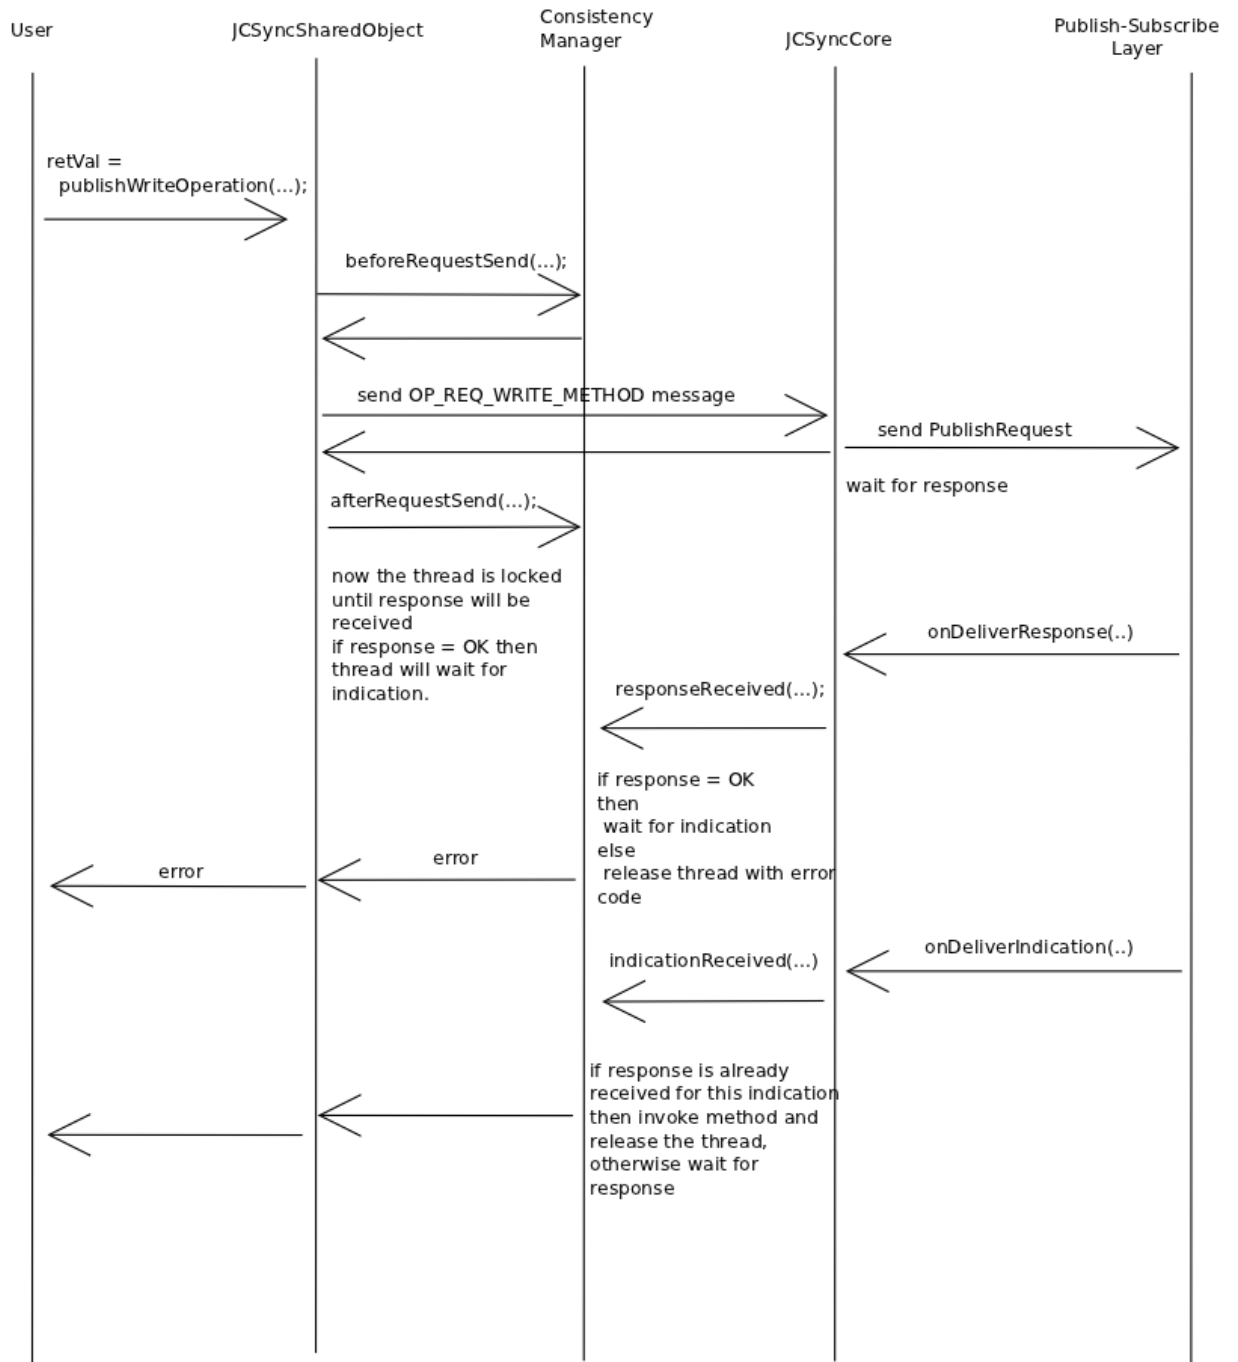 User
JCSyncSharedObject
Consistency
Manager
JCSyncCore
Publish-Subscribe
Layer
retVal =
publishWriteOperation(...);
beforeRequestSend(...);
send OP_REQ_WRITE_METHOD message
send PublishRequest
wait for response
afterRequestSend(...);
now the thread is locked
until response will be
received
if response = OK then
thread will wait for
indication.
onDeliverResponse(..)
responseReceived(...);
if response = OK
then
wait for indication
else
release thread with error
code
error
error
onDeliverIndication(..)
indicationReceived(...)
if response is already
received for this indication
then invoke method and
release the thread,
otherwise wait for
response